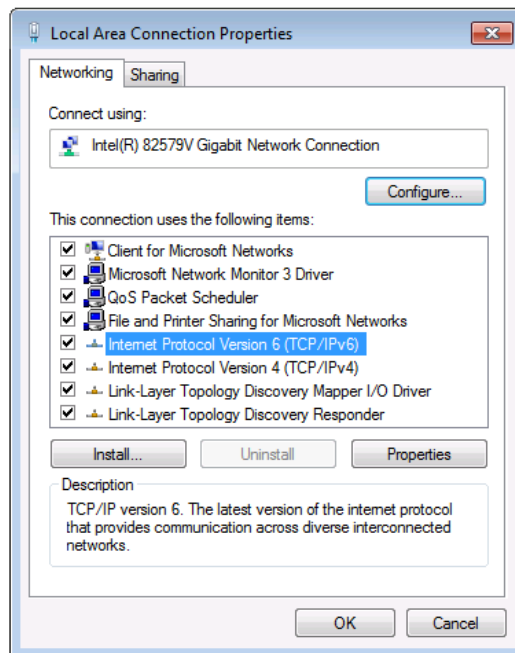 Local Area Connection Properties
Networking
Sharing
Connect using:
Intel(R) 82579V Gigabit Network Connection
Configure...
This connection uses the following items:
Client for Microsoft Networks
Microsoft Network Monitor 3 Driver
QoS Packet Scheduler
File and Printer Sharing for Microsoft Networks
Internet Protocol Version 6 (TCP/IPv6)
Internet Protocol Version 4 (TCP/IPv4)
Link-Layer Topology Discovery Mapper I/O Driver
Link-Layer Topology Discovery Responder
Install...
Uninstall
Properties
Description
TCP/IP version 6. The latest version of the internet protocol
that provides communication across diverse interconnected
networks.
OK
Cancel